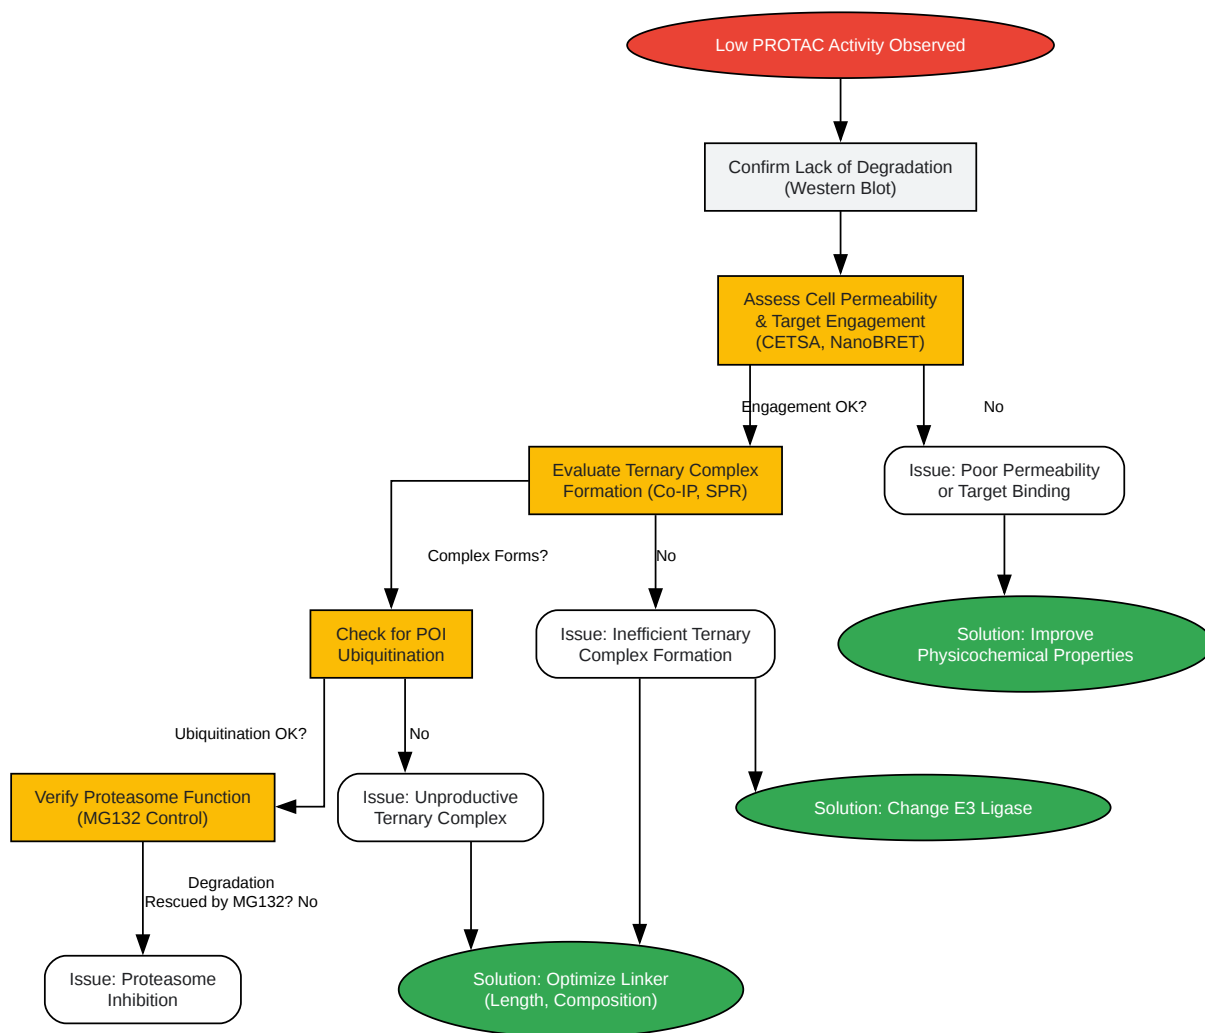 Low PROTAC Activity Observed
Confirm Lack of Degradation
(Western Blot)
Assess Cell Permeability
& Target Engagement
(CETSA, NanoBRET)
Engagement OK?
No
Evaluate Ternary Complex
Formation (Co-IP, SPR)
Issue: Poor Permeability
or Target Binding
Complex Forms?
No
Check for POI
Ubiquitination
Issue: Inefficient Ternary
Complex Formation
Solution: Improve
Physicochemical Properties
Ubiquitination OK?
No
Verify Proteasome Function
(MG132 Control)
Issue: Unproductive
Ternary Complex
Solution: Change E3 Ligase
Degradation
Rescued by MG132? No
Issue: Proteasome
Inhibition
Solution: Optimize Linker
(Length, Composition)